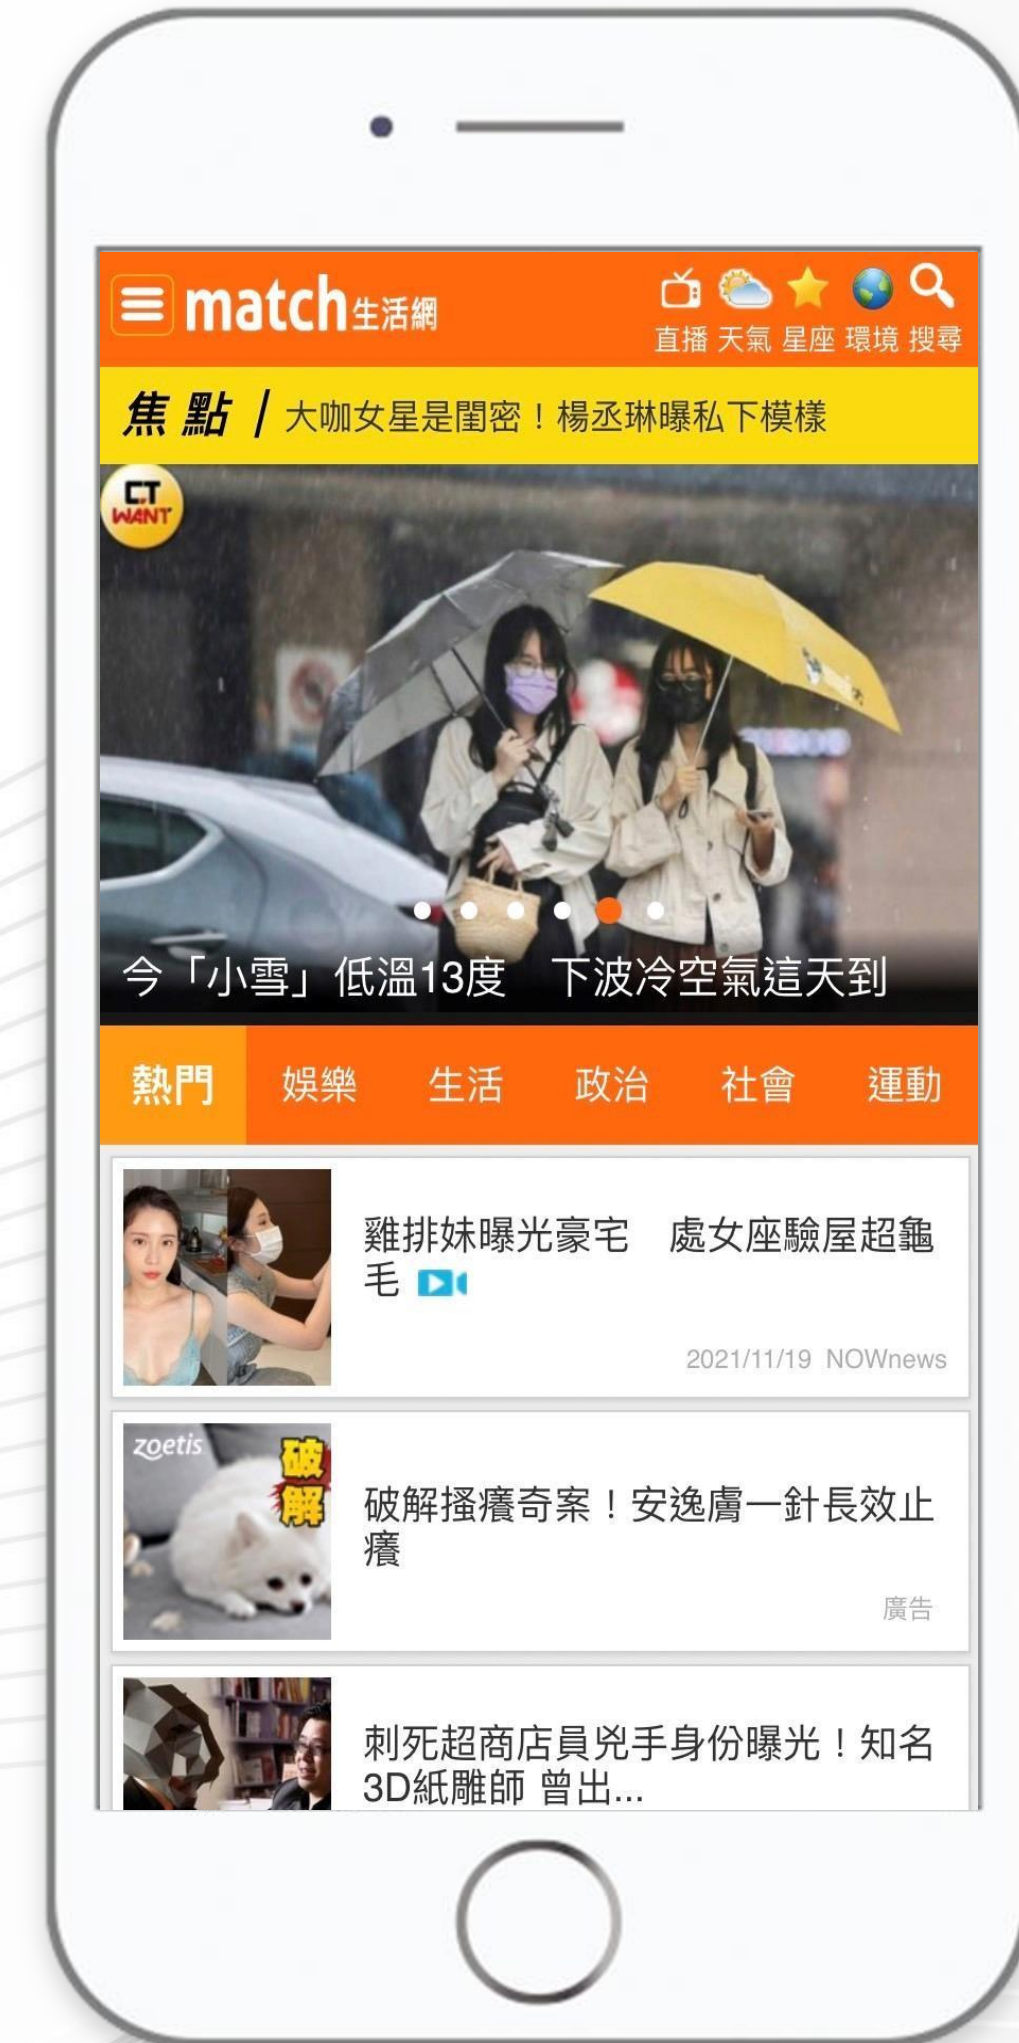 match生活網
直播 天氣 星座 環境 搜尋
焦點 | 大咖女星是閨密！楊丞琳曝私下模樣
CT
WANT
今「小雪」低溫13度　下波冷空氣這天到
熱門 娛樂 生活 政治 社會 運動
雞排妹曝光豪宅　處女座驗屋超龜
毛
2021/11/19 NOWnews
zoetis
破
解
破解搔癢奇案！安逸膚一針長效止
癢
廣告
刺死超商店員兇手身份曝光！知名
3D紙雕師 曾出...